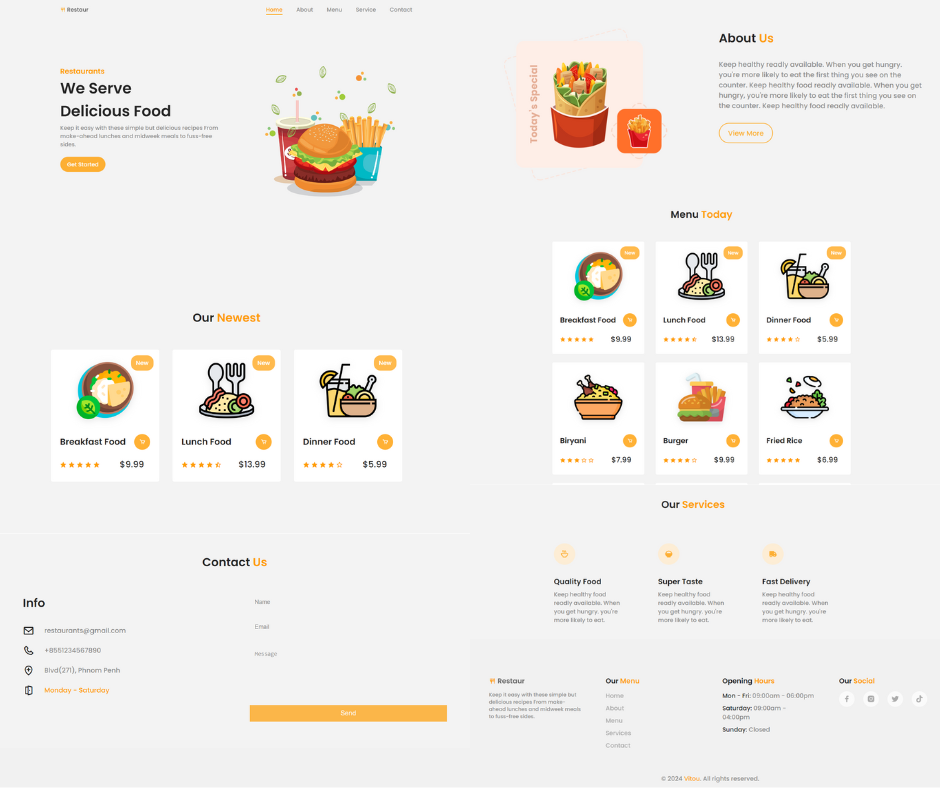 Restaur
Home About Menu Service Contact
Restaurants
We Serve
Delicious Food
Keep it easy with these simple but delicious recipes From
make-ahead lunches and midweek meals to fuss-free
sides.
Get Started
Our Newest
New
New
New
Breakfast Food
Lunch Food
Dinner Food
$9.99
$13.99
$5.99
Contact Us
Info
restaurants@gmail.com
+8551234567890
Blvd(271), Phnom Penh
Monday - Saturday
Name
Email
Message
Send
Today's Special
About Us
Keep healthy readly available. When you get hungry,
you're more likely to eat the first thing you see on the
counter. Keep healthy food readly available. When you get
hungry, you're more likely to eat the first thing you see on
the counter. Keep healthy food readly available.
View More
Menu Today
New
New
New
Breakfast Food
Lunch Food
Dinner Food
$9.99
$13.99
$5.99
Biryani
Burger
Fried Rice
$7.99
$9.99
$6.99
Our Services
Quality Food
Keep healthy food
readly available. When
you get hungry, you're
more likely to eat.
Super Taste
Keep healthy food
readly available. When
you get hungry, you're
more likely to eat.
Fast Delivery
Keep healthy food
readly available. When
you get hungry, you're
more likely to eat.
Restaur
Keep it easy with these simple but
delicious recipes From make-
ahead lunches and midweek meals
to fuss-free sides.
Our Menu
Home
About
Menu
Services
Contact
Opening Hours
Mon - Fri: 09:00am - 06:00pm
Saturday: 09:00am -
04:00pm
Sunday: Closed
Our Social
© 2024 Vitou. All rights reserved.